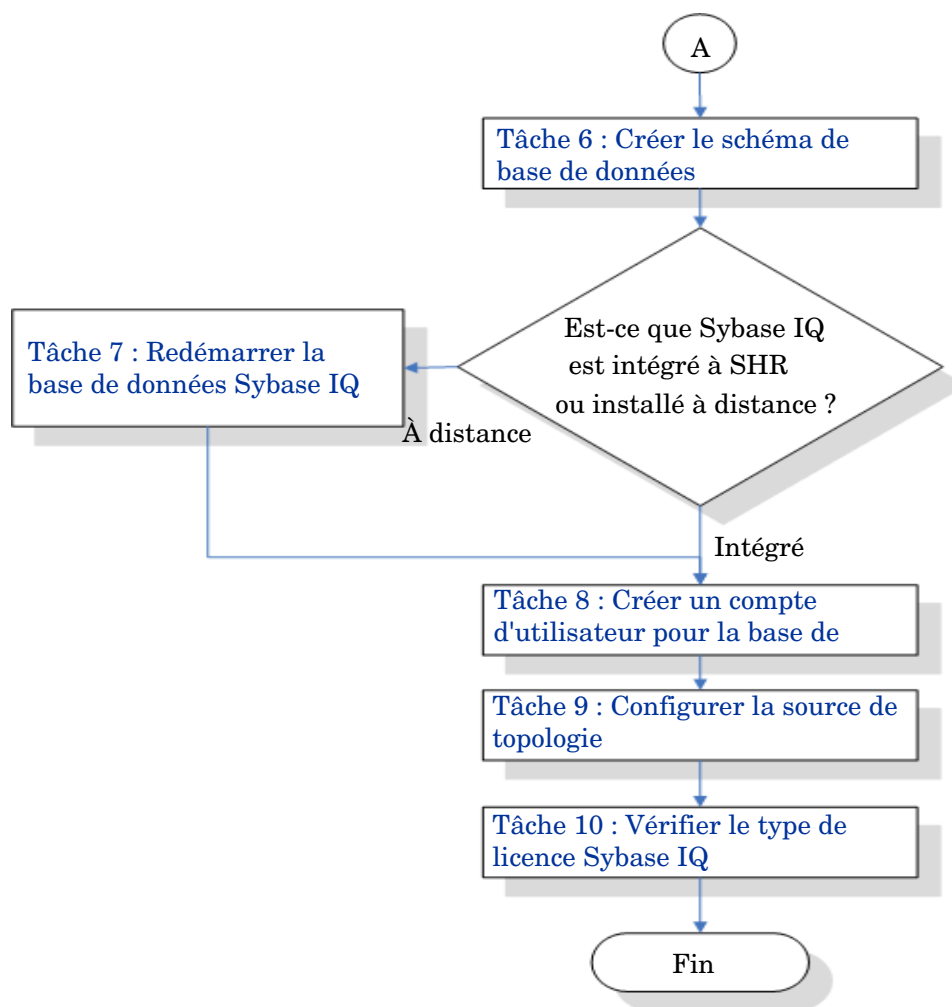 A
Tâche 6 : Créer le schéma de
base de données
Est-ce que Sybase IQ
est intégré à SHR
ou installé à distance ?
Tâche 7 : Redémarrer la
base de données Sybase IQ
À distance
Intégré
Tâche 8 : Créer un compte
d'utilisateur pour la base de
Tâche 9 : Configurer la source de
topologie
Tâche 10 : Vérifier le type de
licence Sybase IQ
Fin